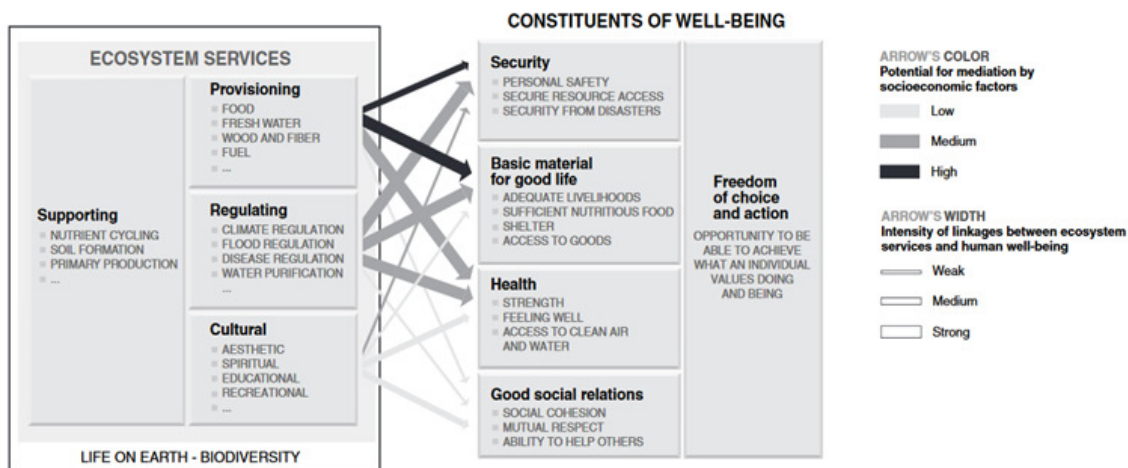 CONSTITUENTS OF WELL-BEING
ECOSYSTEM SERVICES
Supporting
NUTRIENT CYCLING
SOIL FORMATION
PRIMARY PRODUCTION
...
Provisioning
FOOD
FRESH WATER
WOOD AND FIBER
FUEL
...
Regulating
CLIMATE REGULATION
FLOOD REGULATION
DISEASE REGULATION
WATER PURIFICATION
...
Cultural
AESTHETIC
SPIRITUAL
EDUCATIONAL
RECREATIONAL
...
LIFE ON EARTH - BIODIVERSITY
Security
PERSONAL SAFETY
SECURE RESOURCE ACCESS
SECURITY FROM DISASTERS
Basic material
for good life
ADEQUATE LIVELIHOODS
SUFFICIENT NUTRITIOUS FOOD
SHELTER
ACCESS TO GOODS
Health
STRENGTH
FEELING WELL
ACCESS TO CLEAN AIR
AND WATER
Good social relations
SOCIAL COHESION
MUTUAL RESPECT
ABILITY TO HELP OTHERS
Freedom
of choice
and action
OPPORTUNITY TO BE
ABLE TO ACHIEVE
WHAT AN INDIVIDUAL
VALUES DOING
AND BEING
ARROW'S COLOR
Potential for mediation by
socioeconomic factors
Low
Medium
High
ARROW'S WIDTH
Intensity of linkages between ecosystem
services and human well-being
Weak
Medium
Strong